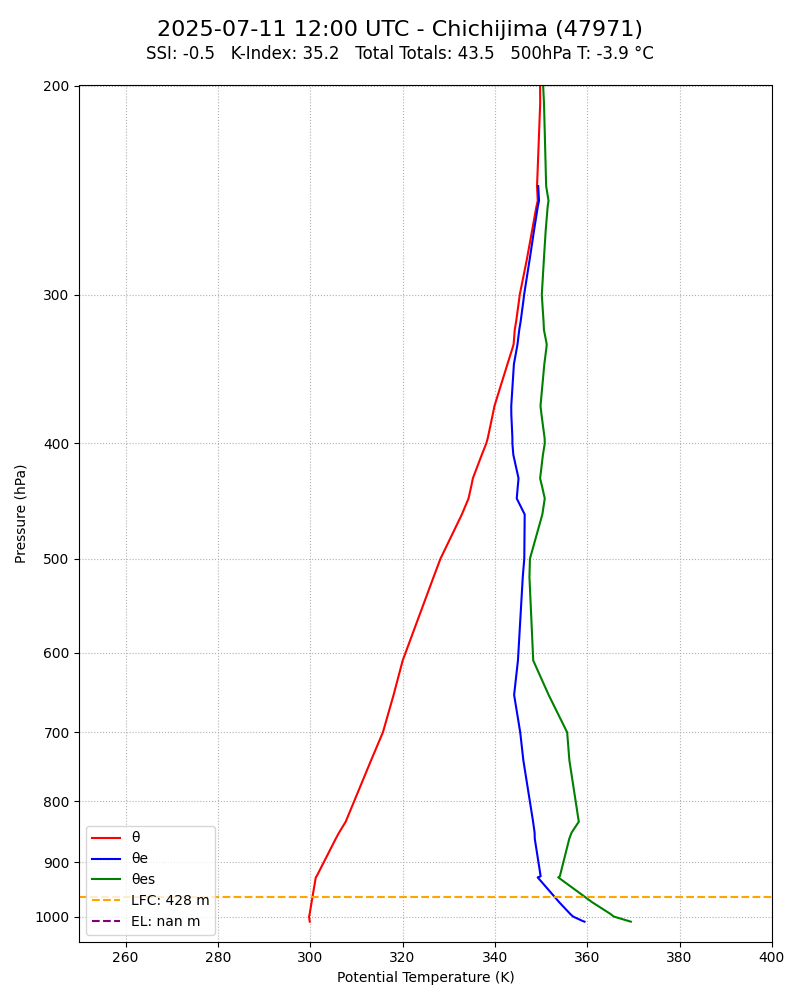 2025-07-11 12:00 UTC - Chichijima (47971)
SSI: -0.5 K-Index: 35.2 Total Totals: 43.5 500hPa T: -3.9 °C
200
300
400
500
600
700
800
900
1000
Pressure (hPa)
θ
θe
θes
LFC: 428 m
EL: nan m
260 280 300 320 340 360 380 400
Potential Temperature (K)